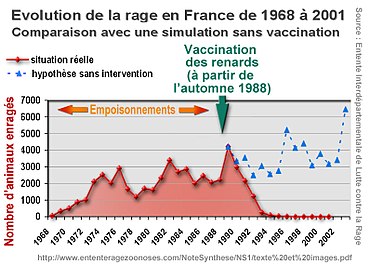 Evolution de la rage en France de 1968 à 2001
Comparaison avec une simulation sans vaccination
situation réelle
hypothèse sans intervention
Vaccination
des renards
(à partir de
l'automne 1988)
Empoisonnements
Nombre d'animaux enragés
7000
6000
5000
4000
3000
2000
1000
0
1968
1970
1972
1974
1976
1978
1980
1982
1984
1986
1988
1990
1992
1994
1996
1998
2000
2002
Source : Entente Interdépartementale de Lutte contre la Rage
http://www.ententeragezoonoses.com/NoteSynthese/NS1/texte%20et%20images.pdf